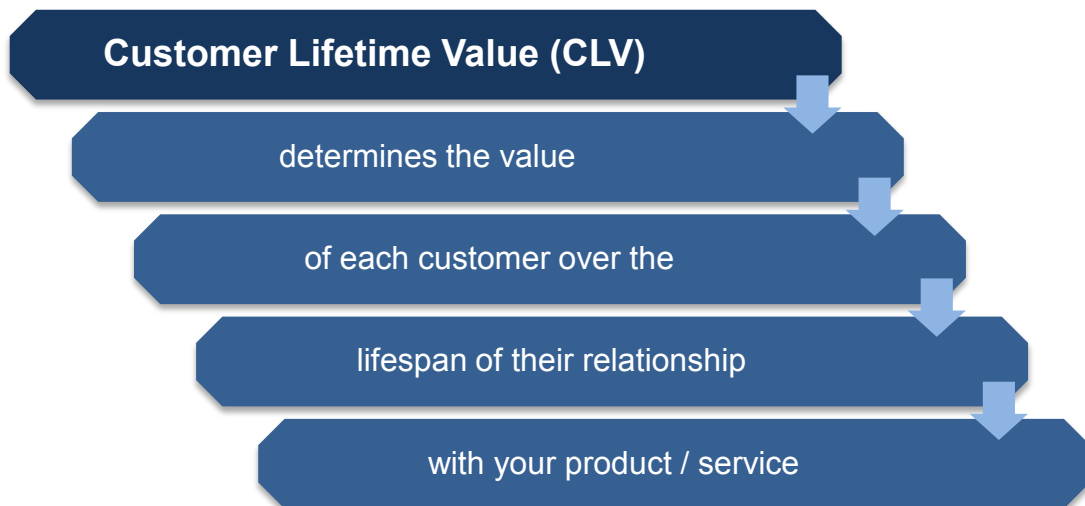 Customer Lifetime Value (CLV)
determines the value
of each customer over the
lifespan of their relationship
with your product / service